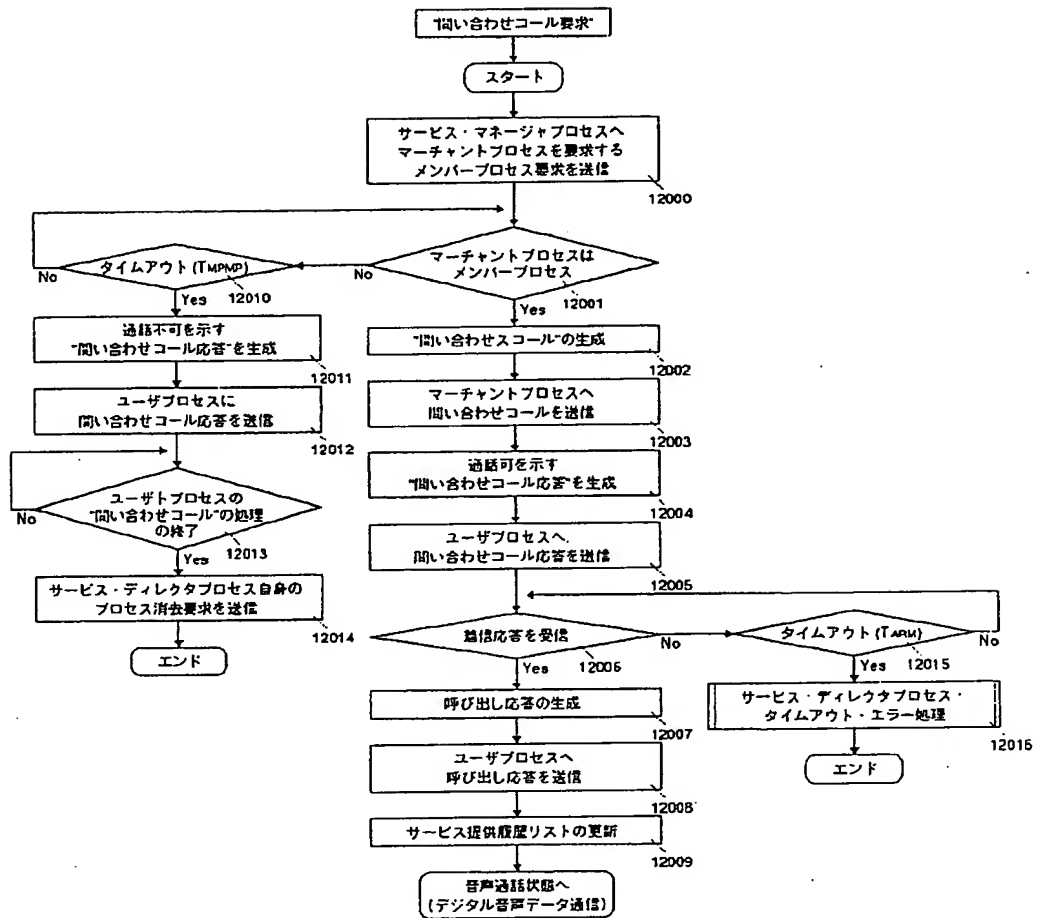 "問い合わせコール要求"
スタート
サービス・マネージャプロセスへ
マーチャントプロセスを要求する
メンバープロセス要求を送信
12000
マーチャントプロセスは
メンバープロセス
12001
No
Yes
タイムアウト(TMPMP)
12010
No
Yes
通話不可を示す
"問い合わせコール応答"を生成
12011
ユーザプロセスに
問い合わせコール応答を送信
12012
ユーザトプロセスの
"問い合わせコール"の処理
の終了
12013
No
Yes
サービス・ディレクタプロセス自身の
プロセス消去要求を送信
12014
エンド
"問い合わせスコール"の生成
12002
マーチャントプロセスへ
問い合わせコールを送信
12003
通話可を示す
"問い合わせコール応答"を生成
12004
ユーザプロセスへ,
問い合わせコール応答を送信
12005
着信応答を受信
12006
No
Yes
タイムアウト(TARM)
12015
No
Yes
サービス・ディレクタプロセス・
タイムアウト・エラー処理
12016
エンド
呼び出し応答の生成
12007
ユーザプロセスへ
呼び出し応答を送信
12008
サービス提供履歴リストの更新
12009
音声通話状態へ
(デジタル音声データ通信)